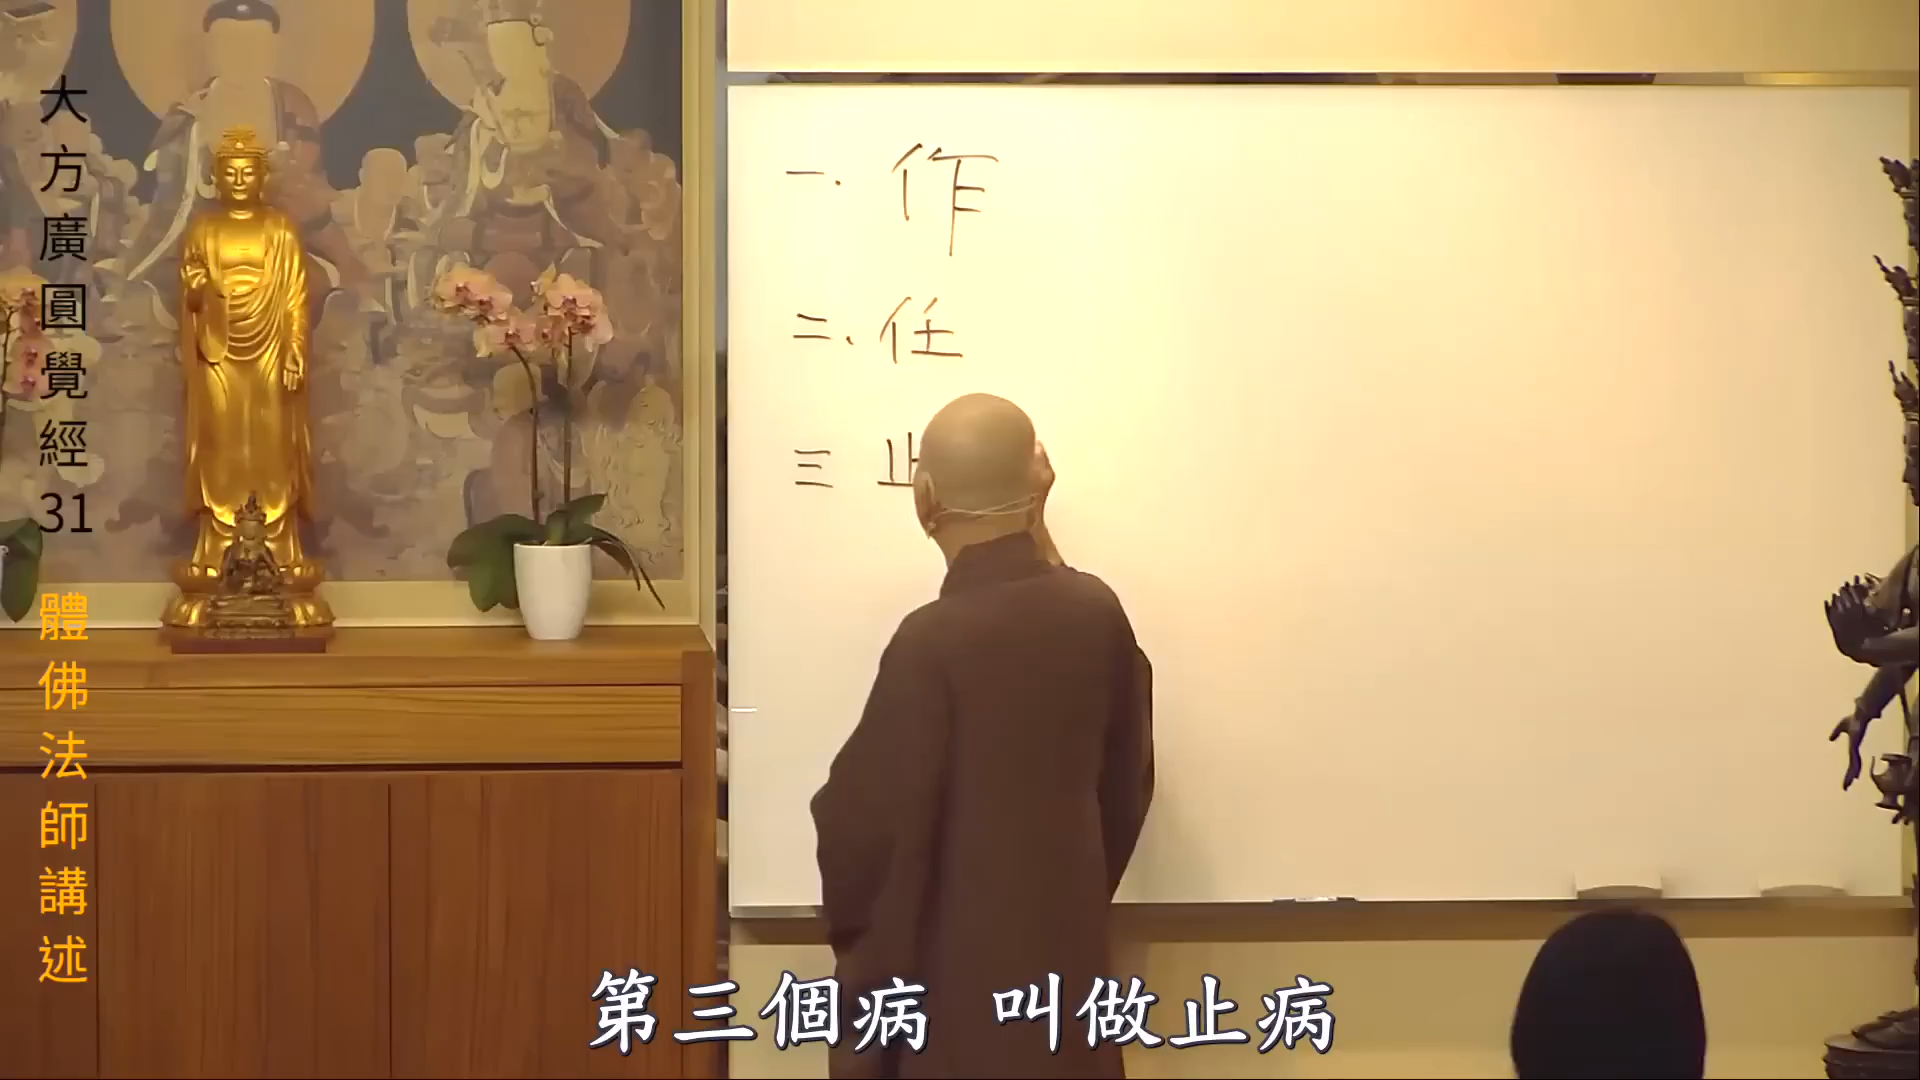 大方廣圓覺經31 體佛法師講述
一. 作
二、任
三 止
第三個病 叫做止病